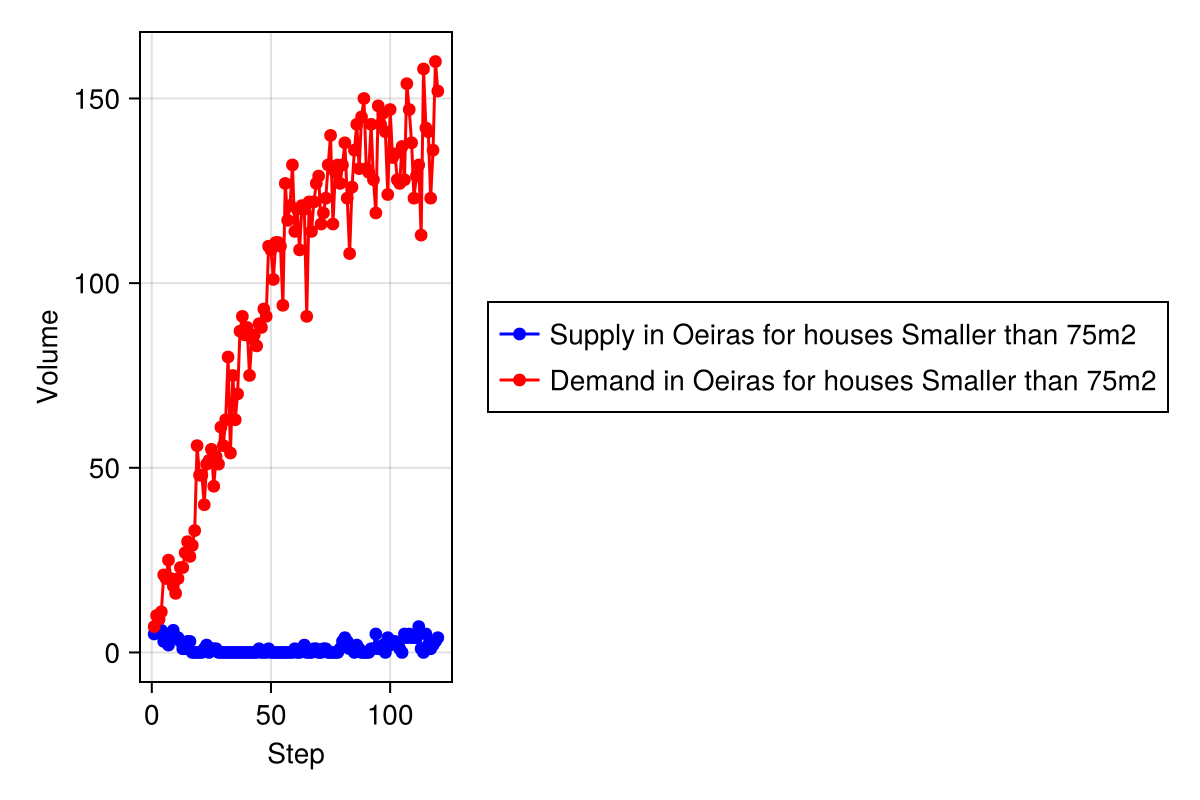 150
100
50
0
Volume
0 50 100
Step
Supply in Oeiras for houses Smaller than 75m2
Demand in Oeiras for houses Smaller than 75m2